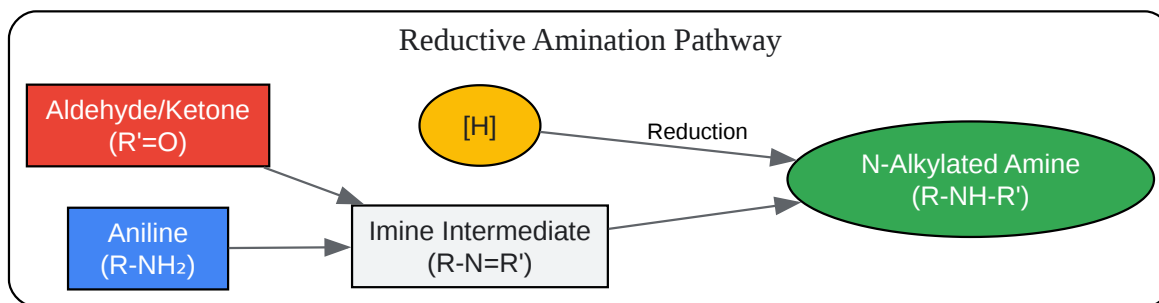 Reductive Amination Pathway
Aldehyde/Ketone
(R'=O)
[H]
Reduction
N-Alkylated Amine
(R-NH-R')
Aniline
(R-NH₂)
Imine Intermediate
(R-N=R')